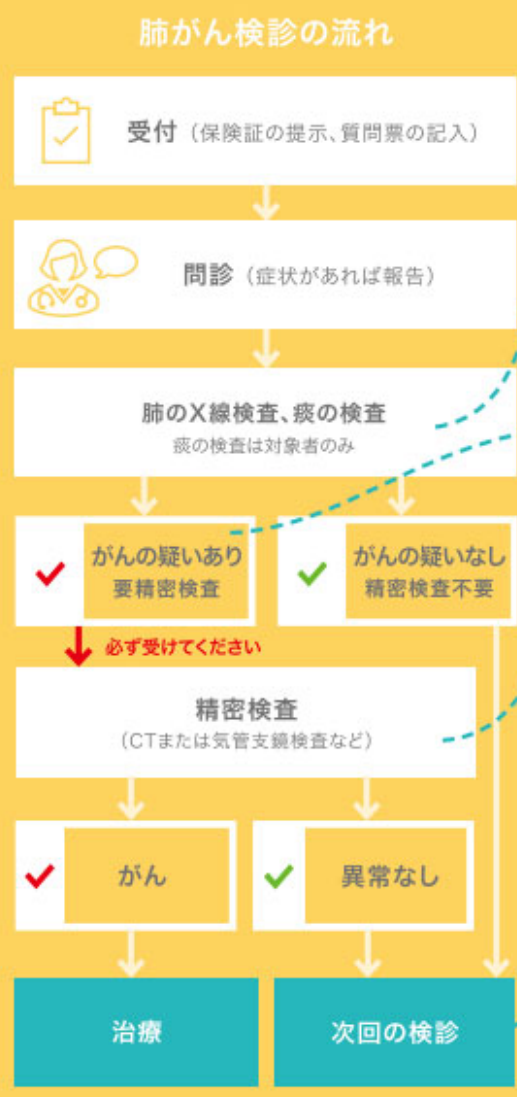 肺がん検診の流れ
受付（保険証の提示、質問票の記入）
問診（症状があれば報告）
肺のX線検査、痰の検査
痰の検査は対象者のみ
がんの疑いあり
要精密検査
がんの疑いなし
精密検査不要
必ず受けてください
精密検査
（CTまたは気管支鏡検査など）
がん
異常なし
治療
次回の検診